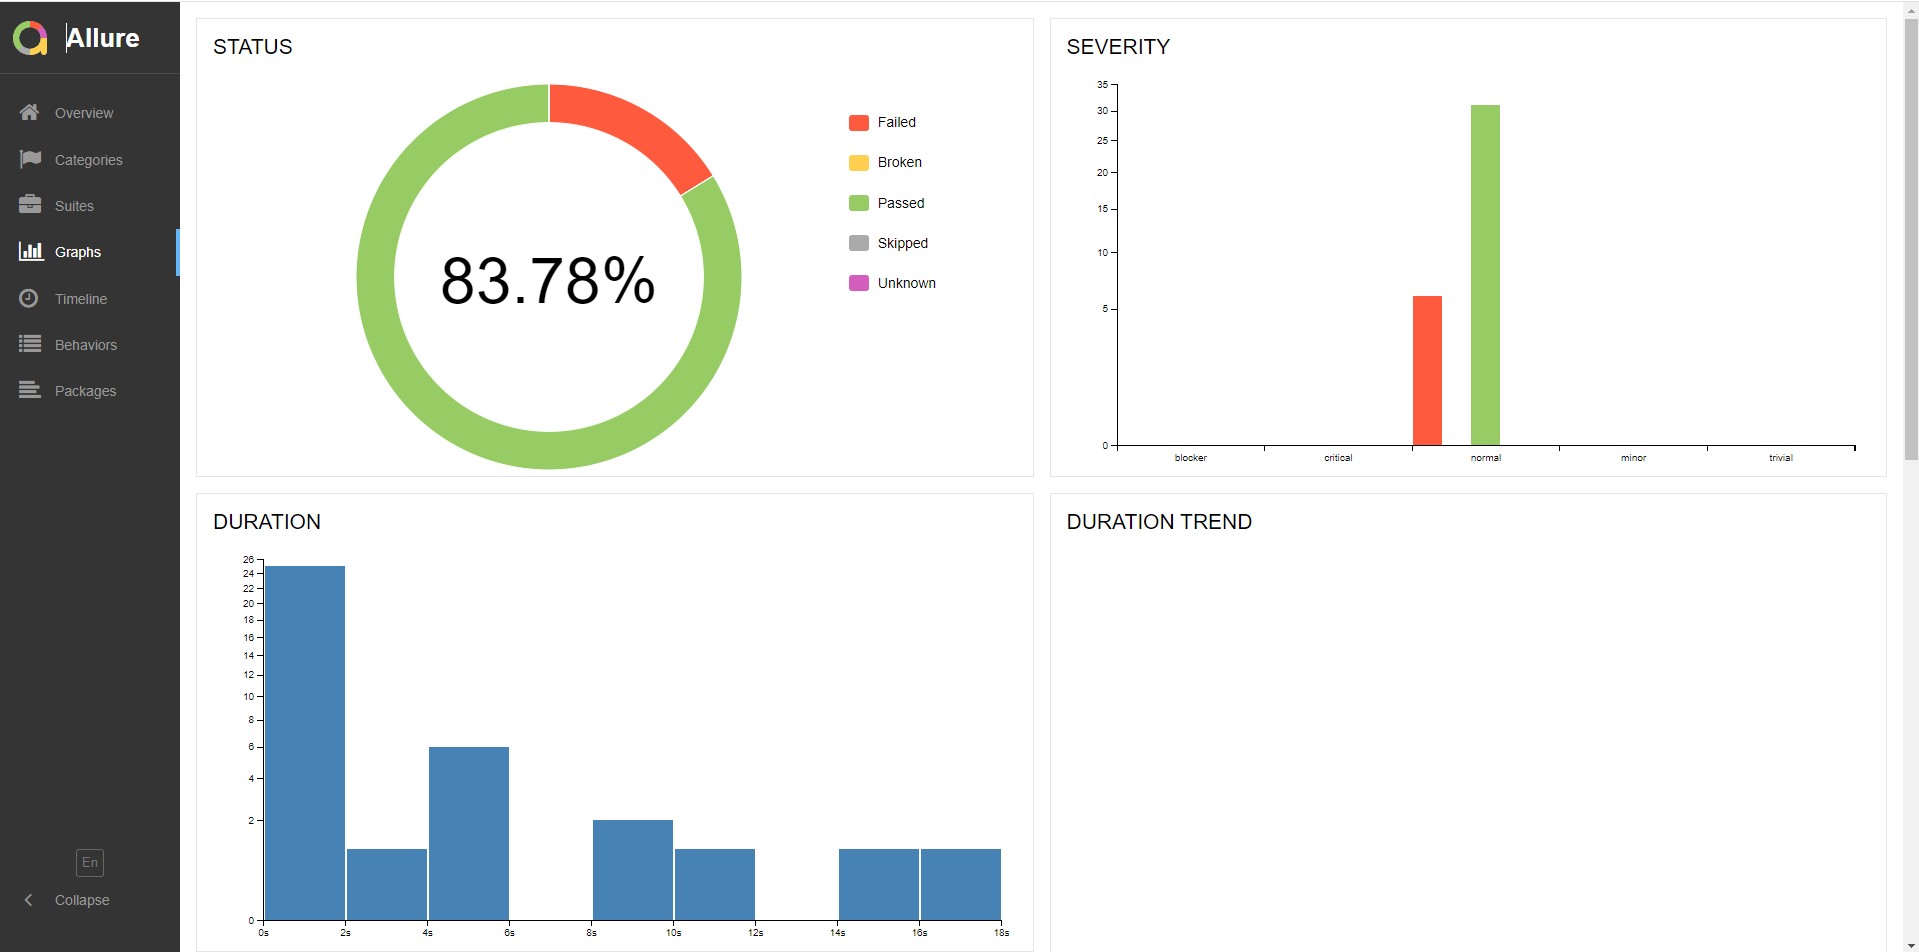 Allure
Overview
Categories
Suites
Graphs
Timeline
Behaviors
Packages
En
Collapse
STATUS
83.78%
Failed
Broken
Passed
Skipped
Unknown
SEVERITY
35
30
25
20
15
10
5
0
blocker critical normal minor trivial
DURATION
26
24
22
20
18
16
14
12
10
8
6
4
2
0
0s 2s 4s 6s 8s 10s 12s 14s 16s 18s
DURATION TREND